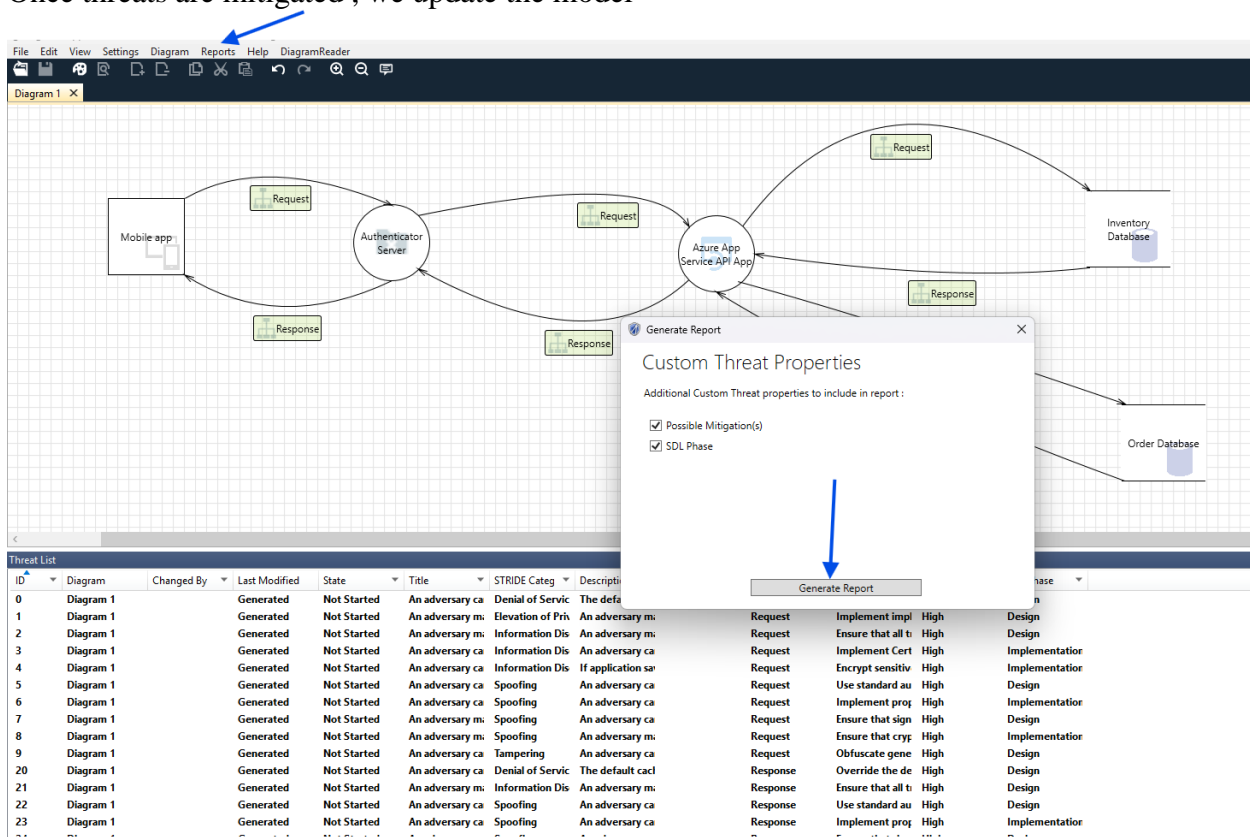 Once threats are mitigated , we update the model
File Edit View Settings Diagram Reports Help DiagramReader
Diagram 1
Request
Request
Request
Mobile app
Authenticator
Server
Azure App
Service API App
Inventory
Database
Response
Response
Response
Generate Report
Custom Threat Properties
Additional Custom Threat properties to include in report :
Possible Mitigation(s)
SDL Phase
Generate Report
Order Database
Threat List
ID Diagram Changed By Last Modified State Title STRIDE Categ Descripti hase
0 Diagram 1 Generated Not Started An adversary ca Denial of Servic The defa n
1 Diagram 1 Generated Not Started An adversary ma Elevation of Priv An adversary ma Request Implement impl High Design
2 Diagram 1 Generated Not Started An adversary ma Information Dis An adversary ma Request Ensure that all tr High Design
3 Diagram 1 Generated Not Started An adversary ca Information Dis An adversary ca Request Implement Cert High Implementation
4 Diagram 1 Generated Not Started An adversary ca Information Dis If application sav Request Encrypt sensitiv High Implementation
5 Diagram 1 Generated Not Started An adversary ca Spoofing An adversary ca Request Use standard au High Design
6 Diagram 1 Generated Not Started An adversary ca Spoofing An adversary ca Request Implement prop High Implementation
7 Diagram 1 Generated Not Started An adversary ma Spoofing An adversary ca Request Ensure that sign High Design
8 Diagram 1 Generated Not Started An adversary ma Spoofing An adversary ca Request Ensure that cryp High Implementation
9 Diagram 1 Generated Not Started An adversary ca Tampering An adversary ca Request Obfuscate gene High Design
20 Diagram 1 Generated Not Started An adversary ca Denial of Servic The default cacl Response Override the de High Design
21 Diagram 1 Generated Not Started An adversary ma Information Dis An adversary ma Response Ensure that all tr High Design
22 Diagram 1 Generated Not Started An adversary ca Spoofing An adversary ca Response Use standard au High Design
23 Diagram 1 Generated Not Started An adversary ca Spoofing An adversary ca Response Implement prop High Implementation